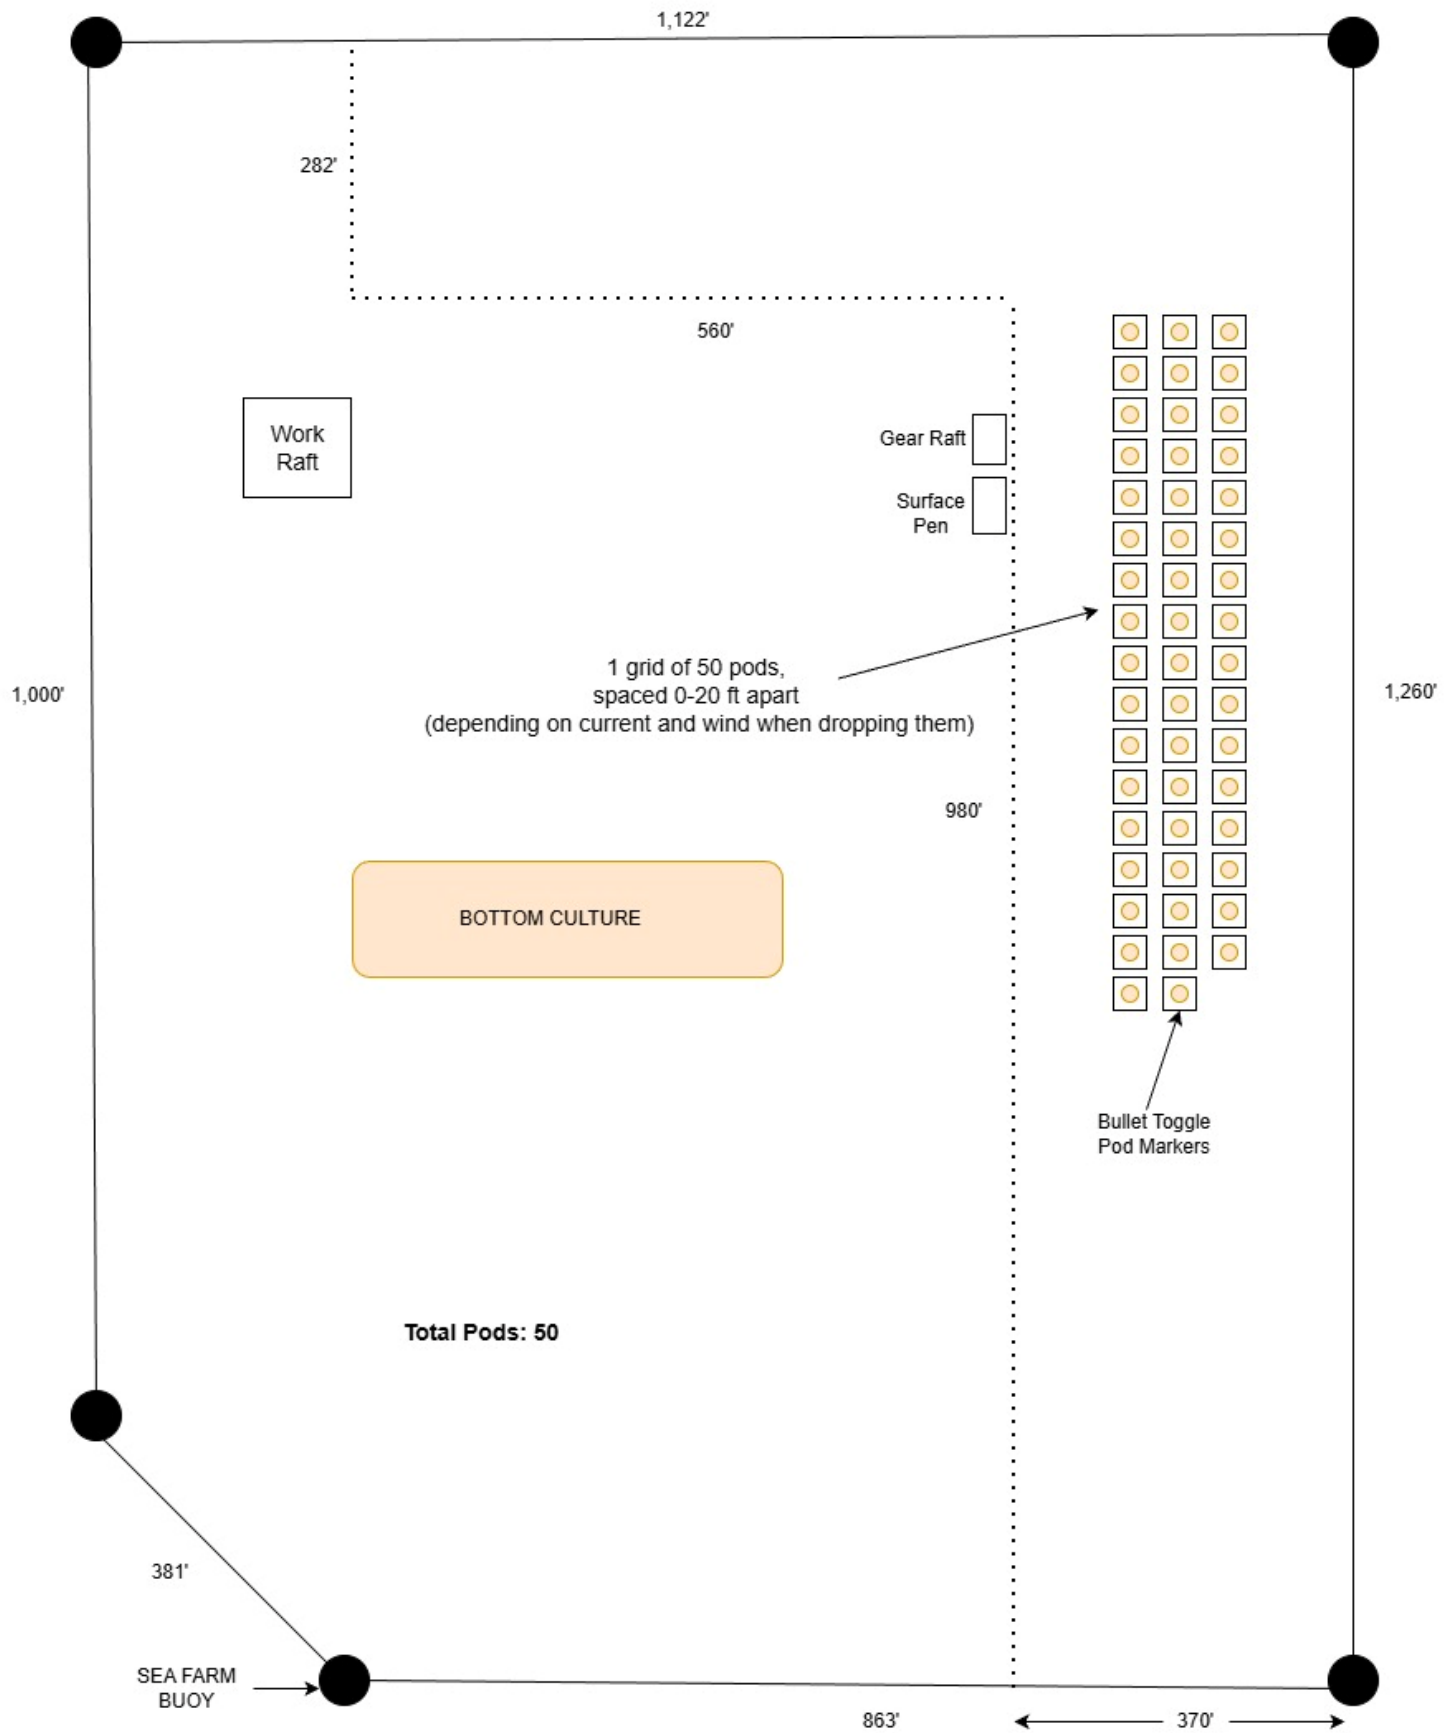 1,122'
282'
560'
Work
Raft
Gear Raft
Surface
Pen
1 grid of 50 pods,
spaced 0-20 ft apart
(depending on current and wind when dropping them)
1,000'
1,260'
980'
BOTTOM CULTURE
Bullet Toggle
Pod Markers
Total Pods: 50
381'
SEA FARM
BUOY
863'
370'